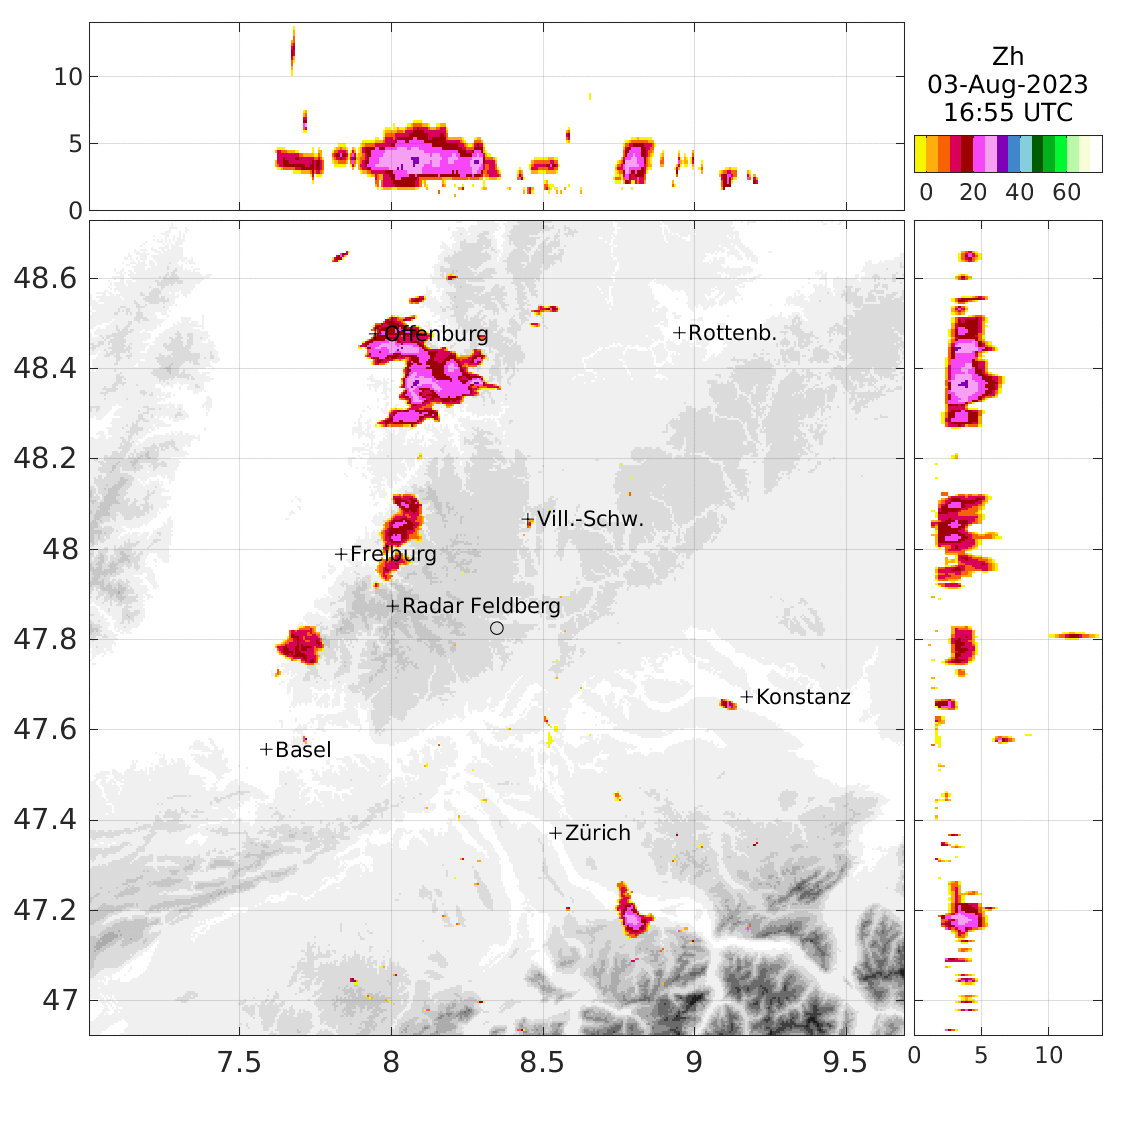 10
5
0
Zh
03-Aug-2023
16:55 UTC
0 20 40 60
48.6
48.4
48.2
48
47.8
47.6
47.4
47.2
47
Offenburg
Rottenb.
Vill.-Schw.
Freiburg
Radar Feldberg
Konstanz
Basel
Zürich
7.5 8 8.5 9 9.5
0 5 10